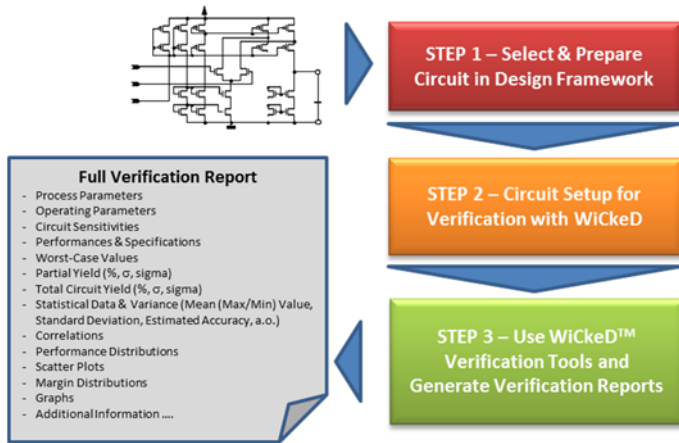 STEP 1 – Select & Prepare
Circuit in Design Framework
STEP 2 – Circuit Setup for
Verification with WiCkeD
STEP 3 – Use WiCkeD™
Verification Tools and
Generate Verification Reports
Full Verification Report
- Process Parameters
- Operating Parameters
- Circuit Sensitivities
- Performances & Specifications
- Worst-Case Values
- Partial Yield (%, σ, sigma)
- Total Circuit Yield (%, σ, sigma)
- Statistical Data & Variance (Mean (Max/Min) Value,
Standard Deviation, Estimated Accuracy, a.o.)
- Correlations
- Performance Distributions
- Scatter Plots
- Margin Distributions
- Graphs
- Additional Information ....